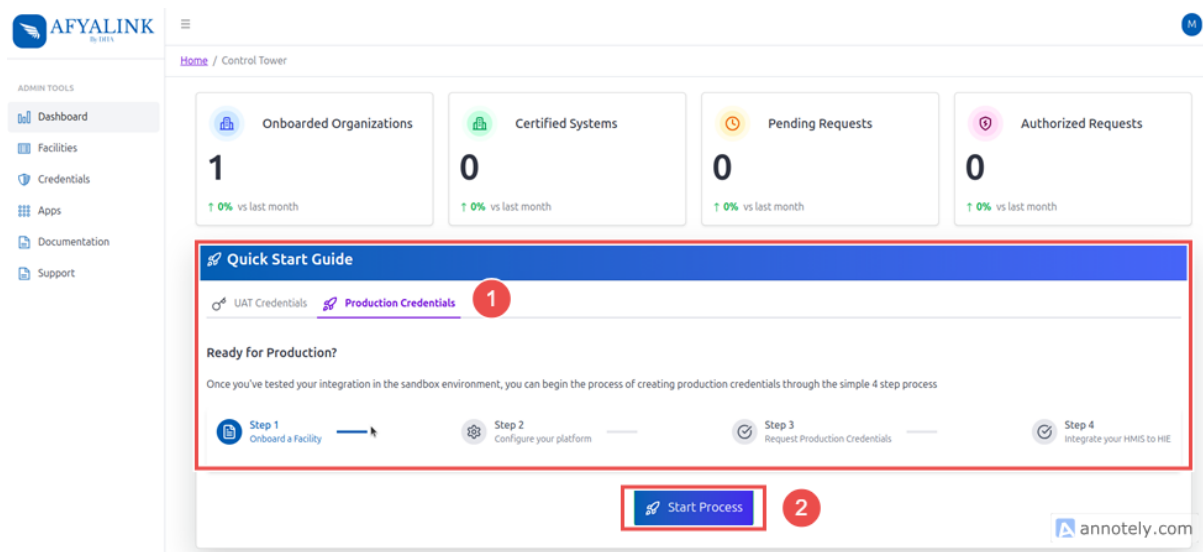 AFYALINK
By DHA
M
Home / Control Tower
ADMIN TOOLS
Dashboard
Facilities
Credentials
Apps
Documentation
Support
Onboarded Organizations
1
↑ 0% vs last month
Certified Systems
0
↑ 0% vs last month
Pending Requests
0
↑ 0% vs last month
Authorized Requests
0
↑ 0% vs last month
Quick Start Guide
UAT Credentials
Production Credentials
1
Ready for Production?
Once you've tested your integration in the sandbox environment, you can begin the process of creating production credentials through the simple 4 step process
Step 1
Onboard a Facility
Step 2
Configure your platform
Step 3
Request Production Credentials
Step 4
Integrate your HMIS to HIE
Start Process
2
annotely.com